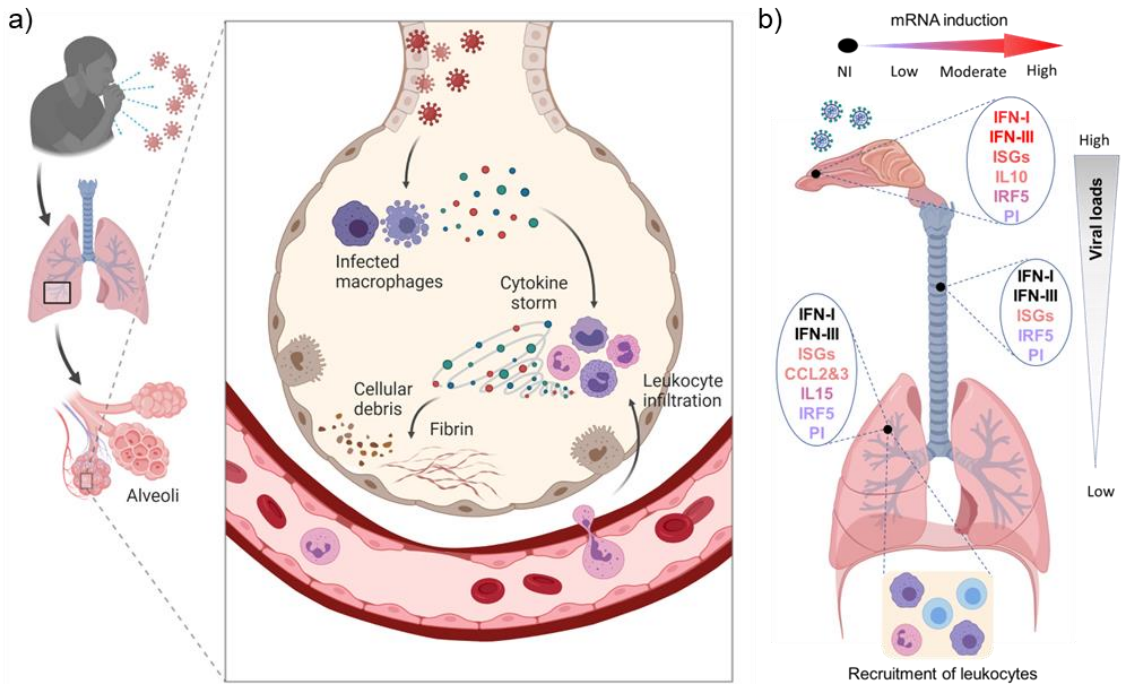 a)
Infected
macrophages
Cytokine
storm
Cellular
debris
Fibrin
Leukocyte
infiltration
Alveoli
b)
mRNA induction
NI
Low
Moderate
High
IFN-I
IFN-III
ISGs
IL10
IRF5
PI
High
Viral loads
Low
IFN-I
IFN-III
ISGs
IRF5
PI
IFN-I
IFN-III
ISGs
CCL2&3
IL15
IRF5
PI
Recruitment of leukocytes